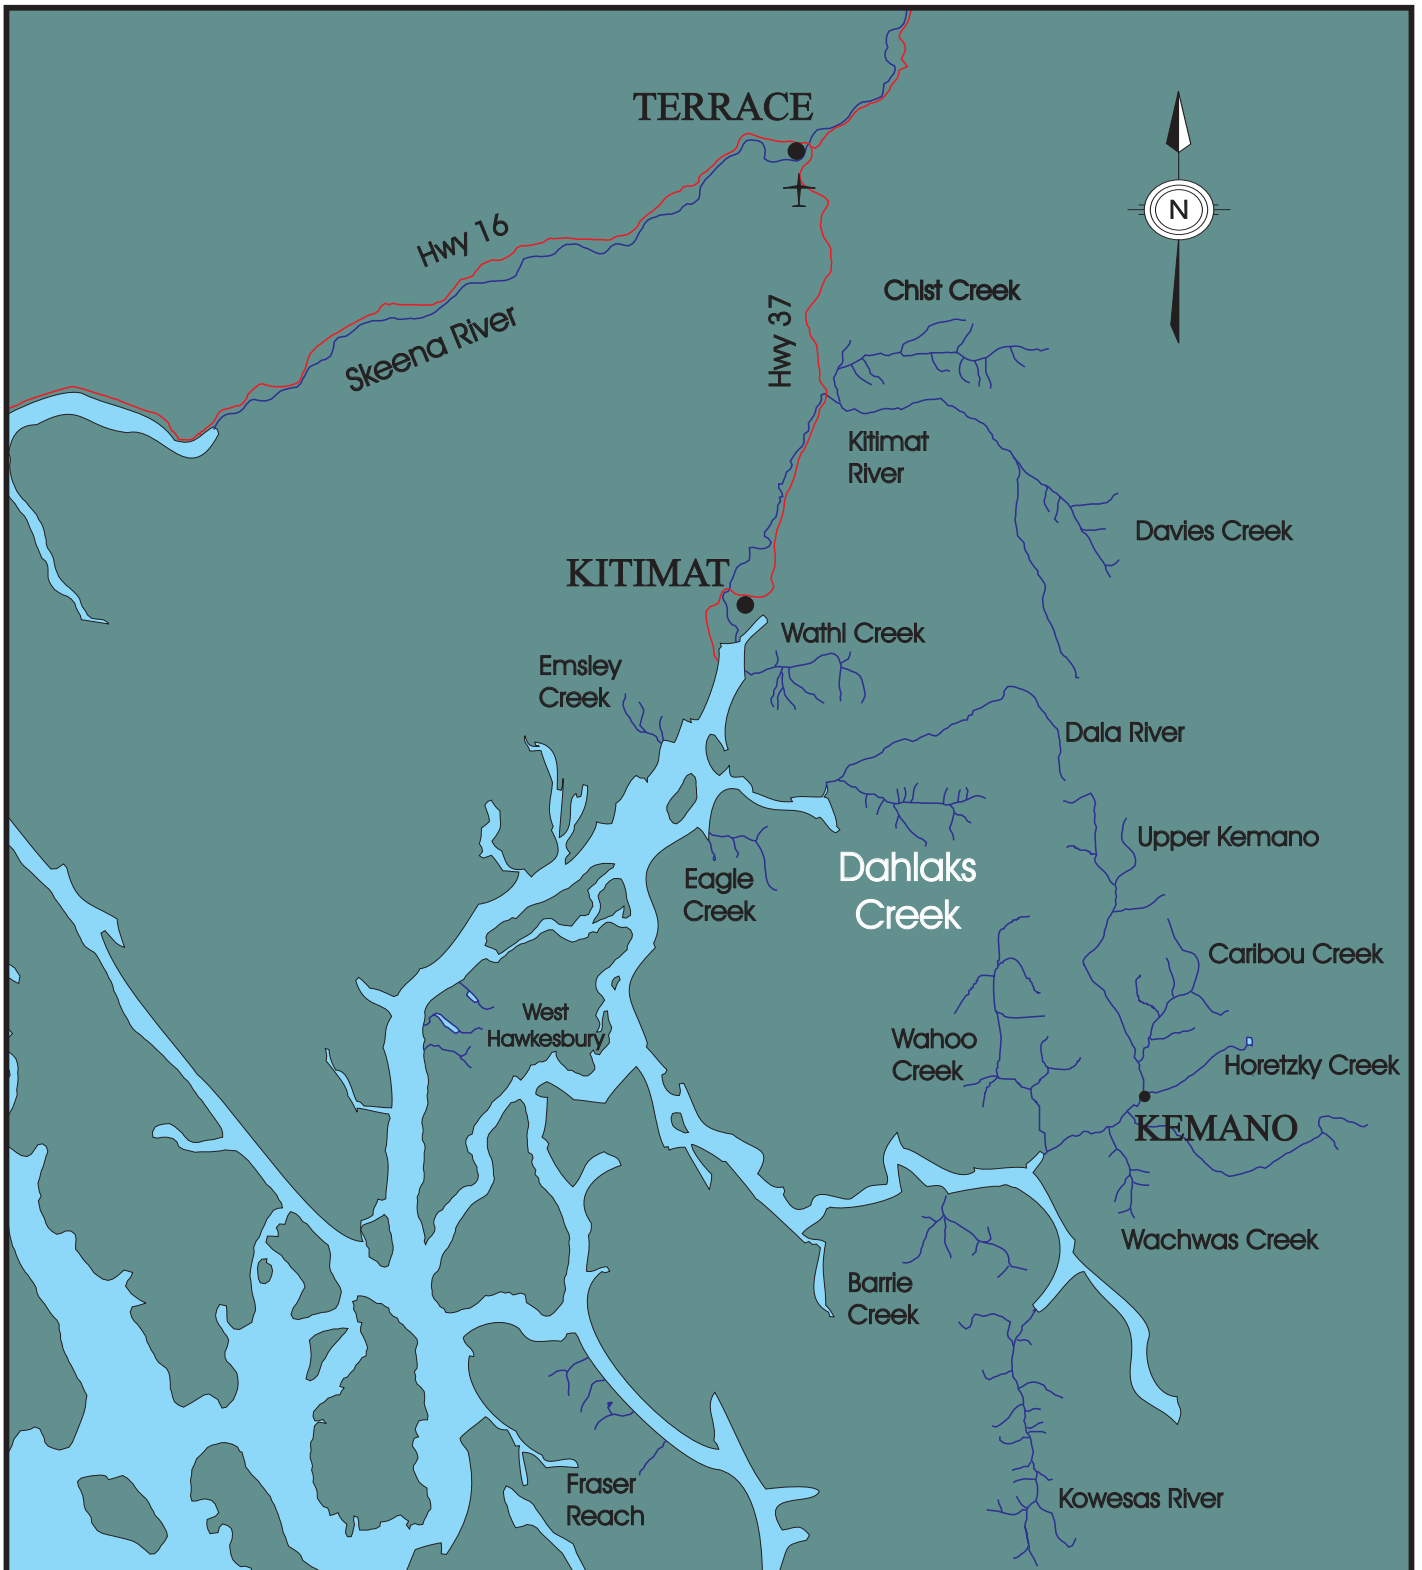 TERRACE
N
Hwy 16
Skeena River
Chist Creek
Hwy 37
Kitimat
River
Davies Creek
KITIMAT
Wathl Creek
Emsley
Creek
Dala River
Upper Kemano
Dahlaks
Creek
Eagle
Creek
Caribou Creek
West
Hawkesbury
Wahoo
Creek
Horetzky Creek
KEMANO
Wachwas Creek
Barrie
Creek
Fraser
Reach
Kowesas River